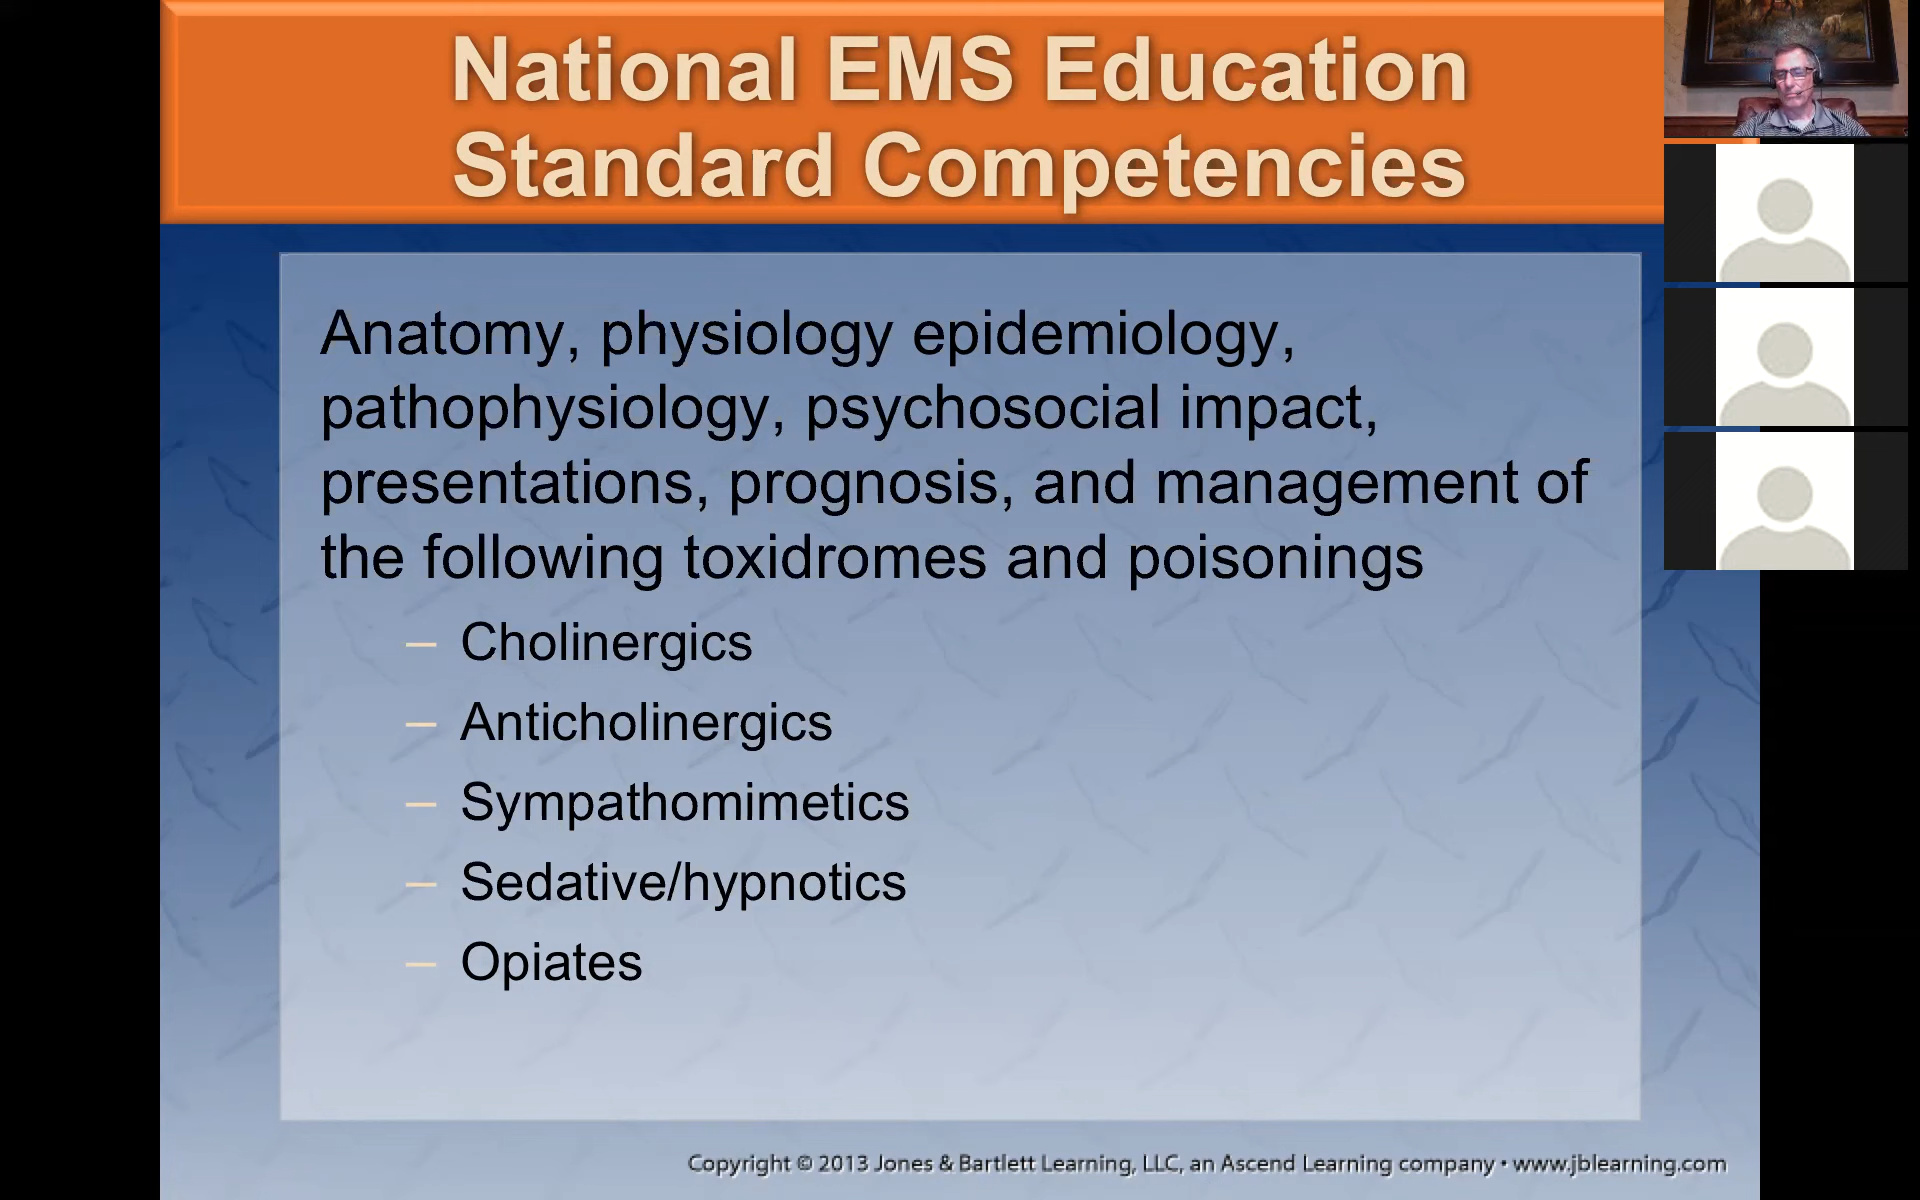 National EMS Education
Standard Competencies
Anatomy, physiology epidemiology,
pathophysiology, psychosocial impact,
presentations, prognosis, and management of
the following toxidromes and poisonings
– Cholinergics
– Anticholinergics
– Sympathomimetics
– Sedative/hypnotics
– Opiates
Copyright © 2013 Jones & Bartlett Learning, LLC, an Ascend Learning company • www.jblearning.com